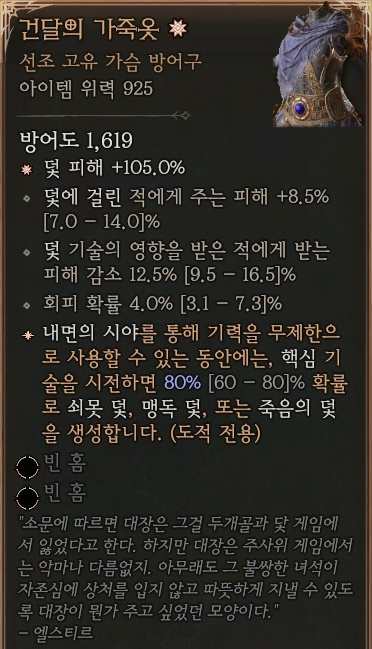 건달의 가죽옷
선조 고유 가슴 방어구
아이템 위력 925
방어도 1,619
덫 피해 +105.0%
덫에 걸린 적에게 주는 피해 +8.5%
[7.0 – 14.0]%
덫 기술의 영향을 받은 적에게 받는
피해 감소 12.5% [9.5 – 16.5]%
회피 확률 4.0% [3.1 – 7.3]%
내면의 시야를 통해 기력을 무제한으
로 사용할 수 있는 동안에는, 핵심 기
술을 시전하면 80% [60 – 80]% 확률
로 쇠못 덫, 맹독 덫, 또는 죽음의 덫
을 생성합니다. (도적 전용)
빈 홈
빈 홈
"소문에 따르면 대장은 그걸 두개골과 닻 게임에
서 잃었다고 한다. 하지만 대장은 주사위 게임에서
는 악마나 다름없지. 아무래도 그 불쌍한 녀석이
자존심에 상처를 입지 않고 따뜻하게 지낼 수 있도
록 대장이 뭔가 주고 싶었던 모양이다."
– 엘스티르